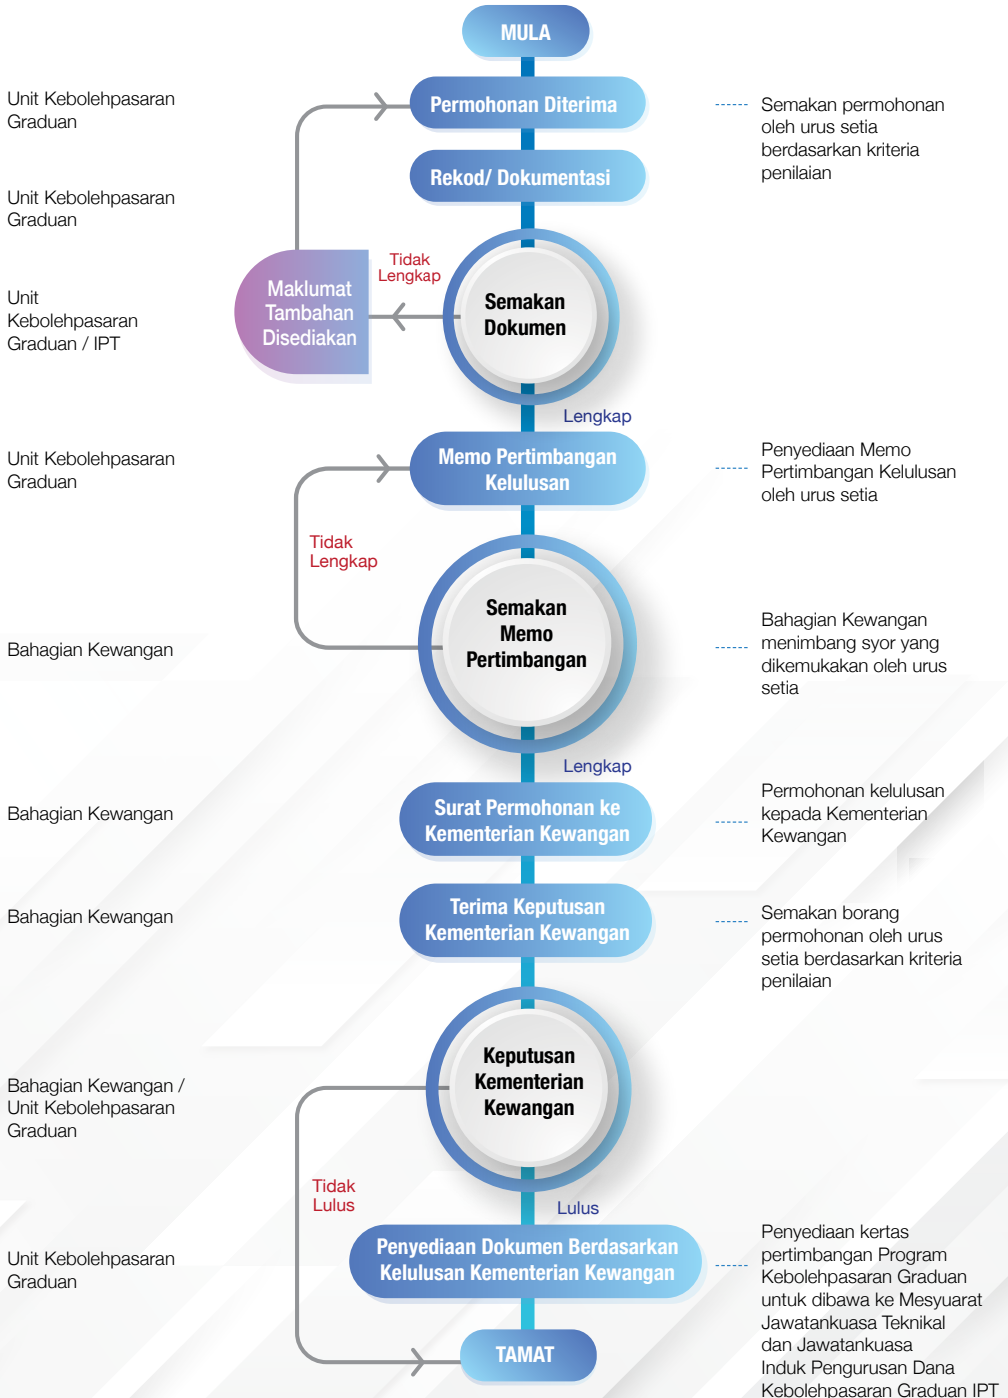 MULA
Unit Kebolehpasaran
Graduan
Permohonan Diterima
Semakan permohonan
oleh urus setia
berdasarkan kriteria
penilaian
Unit Kebolehpasaran
Graduan
Rekod/ Dokumentasi
Unit
Kebolehpasaran
Graduan / IPT
Maklumat
Tambahan
Disediakan
Tidak
Lengkap
Semakan
Dokumen
Lengkap
Unit Kebolehpasaran
Graduan
Memo Pertimbangan
Kelulusan
Penyediaan Memo
Pertimbangan Kelulusan
oleh urus setia
Tidak
Lengkap
Bahagian Kewangan
Semakan
Memo
Pertimbangan
Bahagian Kewangan
menimbang syor yang
dikemukakan oleh urus
setia
Lengkap
Bahagian Kewangan
Surat Permohonan ke
Kementerian Kewangan
Permohonan kelulusan
kepada Kementerian
Kewangan
Bahagian Kewangan
Terima Keputusan
Kementerian Kewangan
Semakan borang
permohonan oleh urus
setia berdasarkan kriteria
penilaian
Bahagian Kewangan /
Unit Kebolehpasaran
Graduan
Keputusan
Kementerian
Kewangan
Tidak
Lulus
Lulus
Unit Kebolehpasaran
Graduan
Penyediaan Dokumen Berdasarkan
Kelulusan Kementerian Kewangan
Penyediaan kertas
pertimbangan Program
Kebolehpasaran Graduan
untuk dibawa ke Mesyuarat
Jawatankuasa Teknikal
dan Jawatankuasa
Induk Pengurusan Dana
Kebolehpasaran Graduan IPT
TAMAT